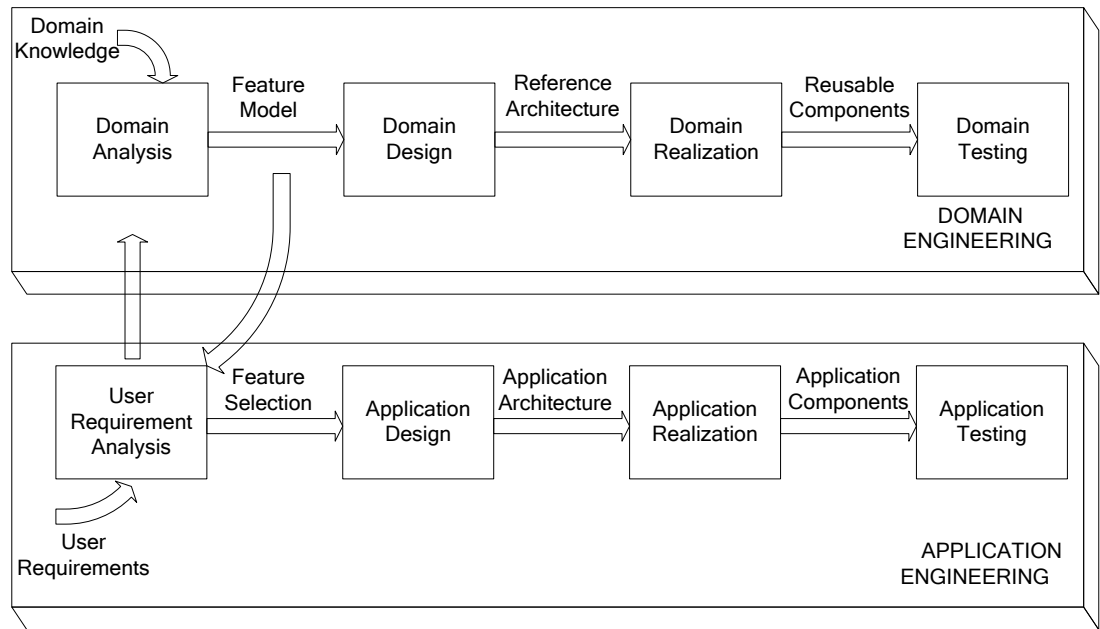 Domain
Knowledge
Feature
Model
Reference
Architecture
Reusable
Components
Domain
Analysis
Domain
Design
Domain
Realization
Domain
Testing
DOMAIN
ENGINEERING
User
Requirement
Analysis
Feature
Selection
Application
Design
Application
Architecture
Application
Realization
Application
Components
Application
Testing
User
Requirements
APPLICATION
ENGINEERING